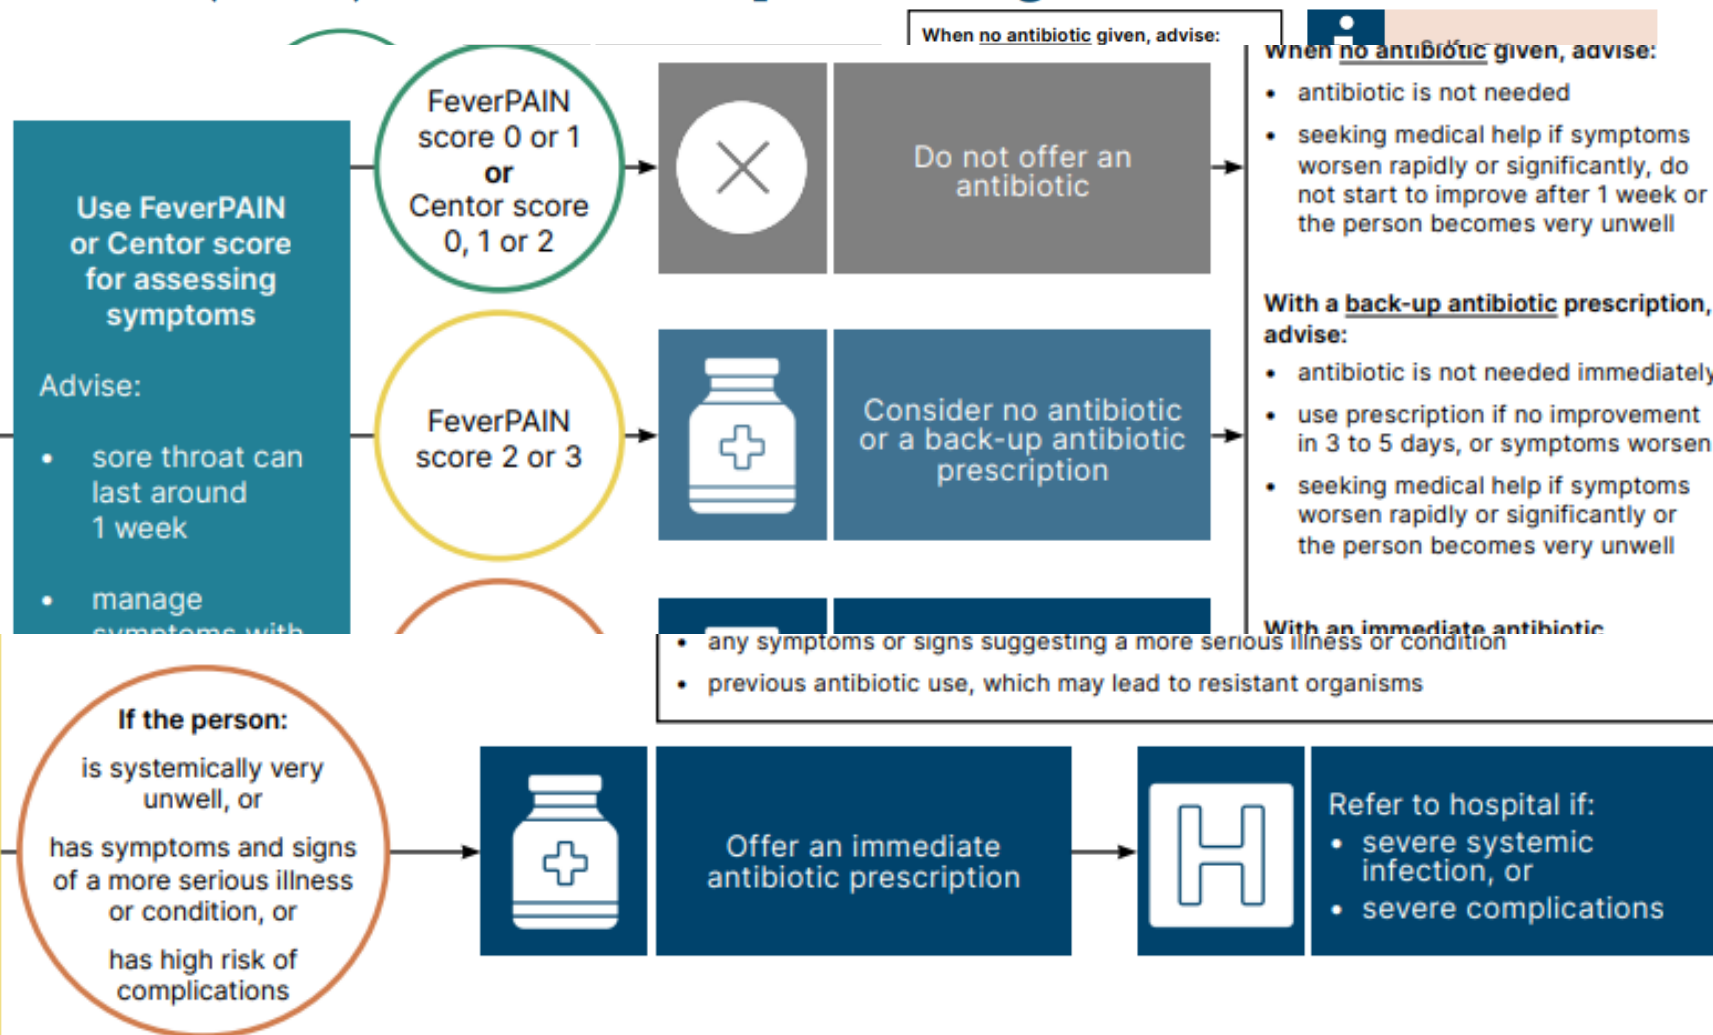 When no antibiotic given, advise:
Use FeverPAIN
or Centor score
for assessing
symptoms
Advise:
• sore throat can
last around
1 week
• manage
symptoms with
FeverPAIN
score 0 or 1
or
Centor score
0, 1 or 2
Do not offer an
antibiotic
FeverPAIN
score 2 or 3
Consider no antibiotic
or a back-up antibiotic
prescription
When no antibiotic given, advise:
• antibiotic is not needed
• seeking medical help if symptoms
worsen rapidly or significantly, do
not start to improve after 1 week or
the person becomes very unwell
With a back-up antibiotic prescription,
advise:
• antibiotic is not needed immediately
• use prescription if no improvement
in 3 to 5 days, or symptoms worsen
• seeking medical help if symptoms
worsen rapidly or significantly or
the person becomes very unwell
With an immediate antibiotic
• any symptoms or signs suggesting a more serious illness or condition
• previous antibiotic use, which may lead to resistant organisms
If the person:
is systemically very
unwell, or
has symptoms and signs
of a more serious illness
or condition, or
has high risk of
complications
Offer an immediate
antibiotic prescription
H
Refer to hospital if:
• severe systemic
infection, or
• severe complications